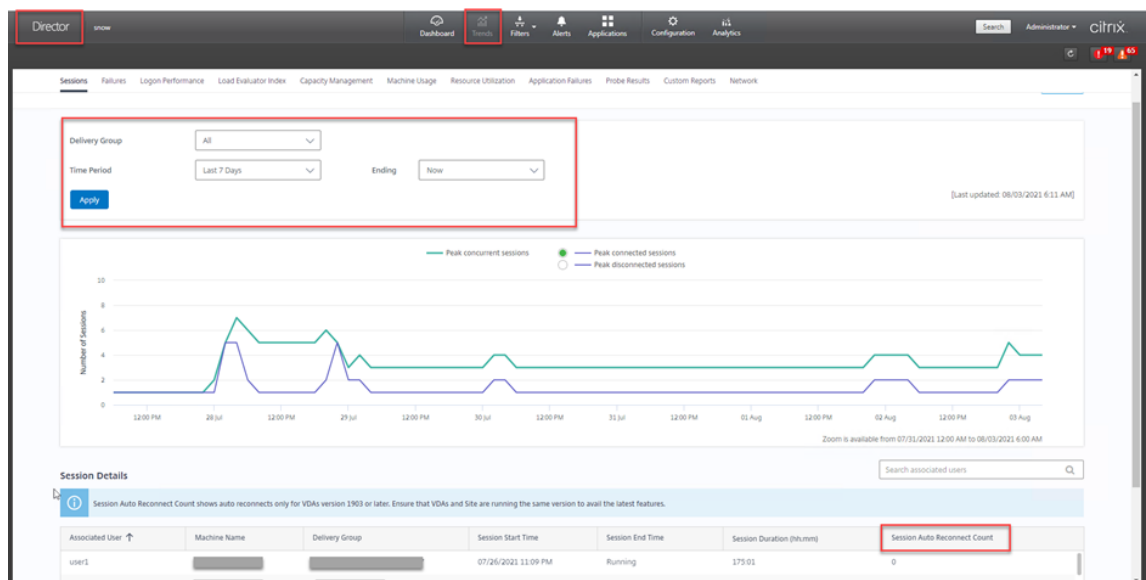 Director snow Dashboard Trends Filters Alerts Applications Configuration Analytics Search Administrator citrix
19 65
Sessions Failures Logon Performance Load Evaluator Index Capacity Management Machine Usage Resource Utilization Application Failures Probe Results Custom Reports Network
Delivery Group All
Time Period Last 7 Days Ending Now
Apply [Last updated: 08/03/2021 6:11 AM]
Peak concurrent sessions Peak connected sessions
Peak disconnected sessions
Number of Sessions
10
8
6
4
2
0
12:00 PM 28 Jul 12:00 PM 29 Jul 12:00 PM 30 Jul 12:00 PM 31 Jul 12:00 PM 01 Aug 12:00 PM 02 Aug 12:00 PM 03 Aug
Zoom is available from 07/31/2021 12:00 AM to 08/03/2021 6:00 AM
Session Details Search associated users
Session Auto Reconnect Count shows auto reconnects only for VDAs version 1903 or later. Ensure that VDAs and Site are running the same version to avail the latest features.
Associated User Machine Name Delivery Group Session Start Time Session End Time Session Duration (hh:mm) Session Auto Reconnect Count
user1 07/26/2021 11:09 PM Running 175:01 0